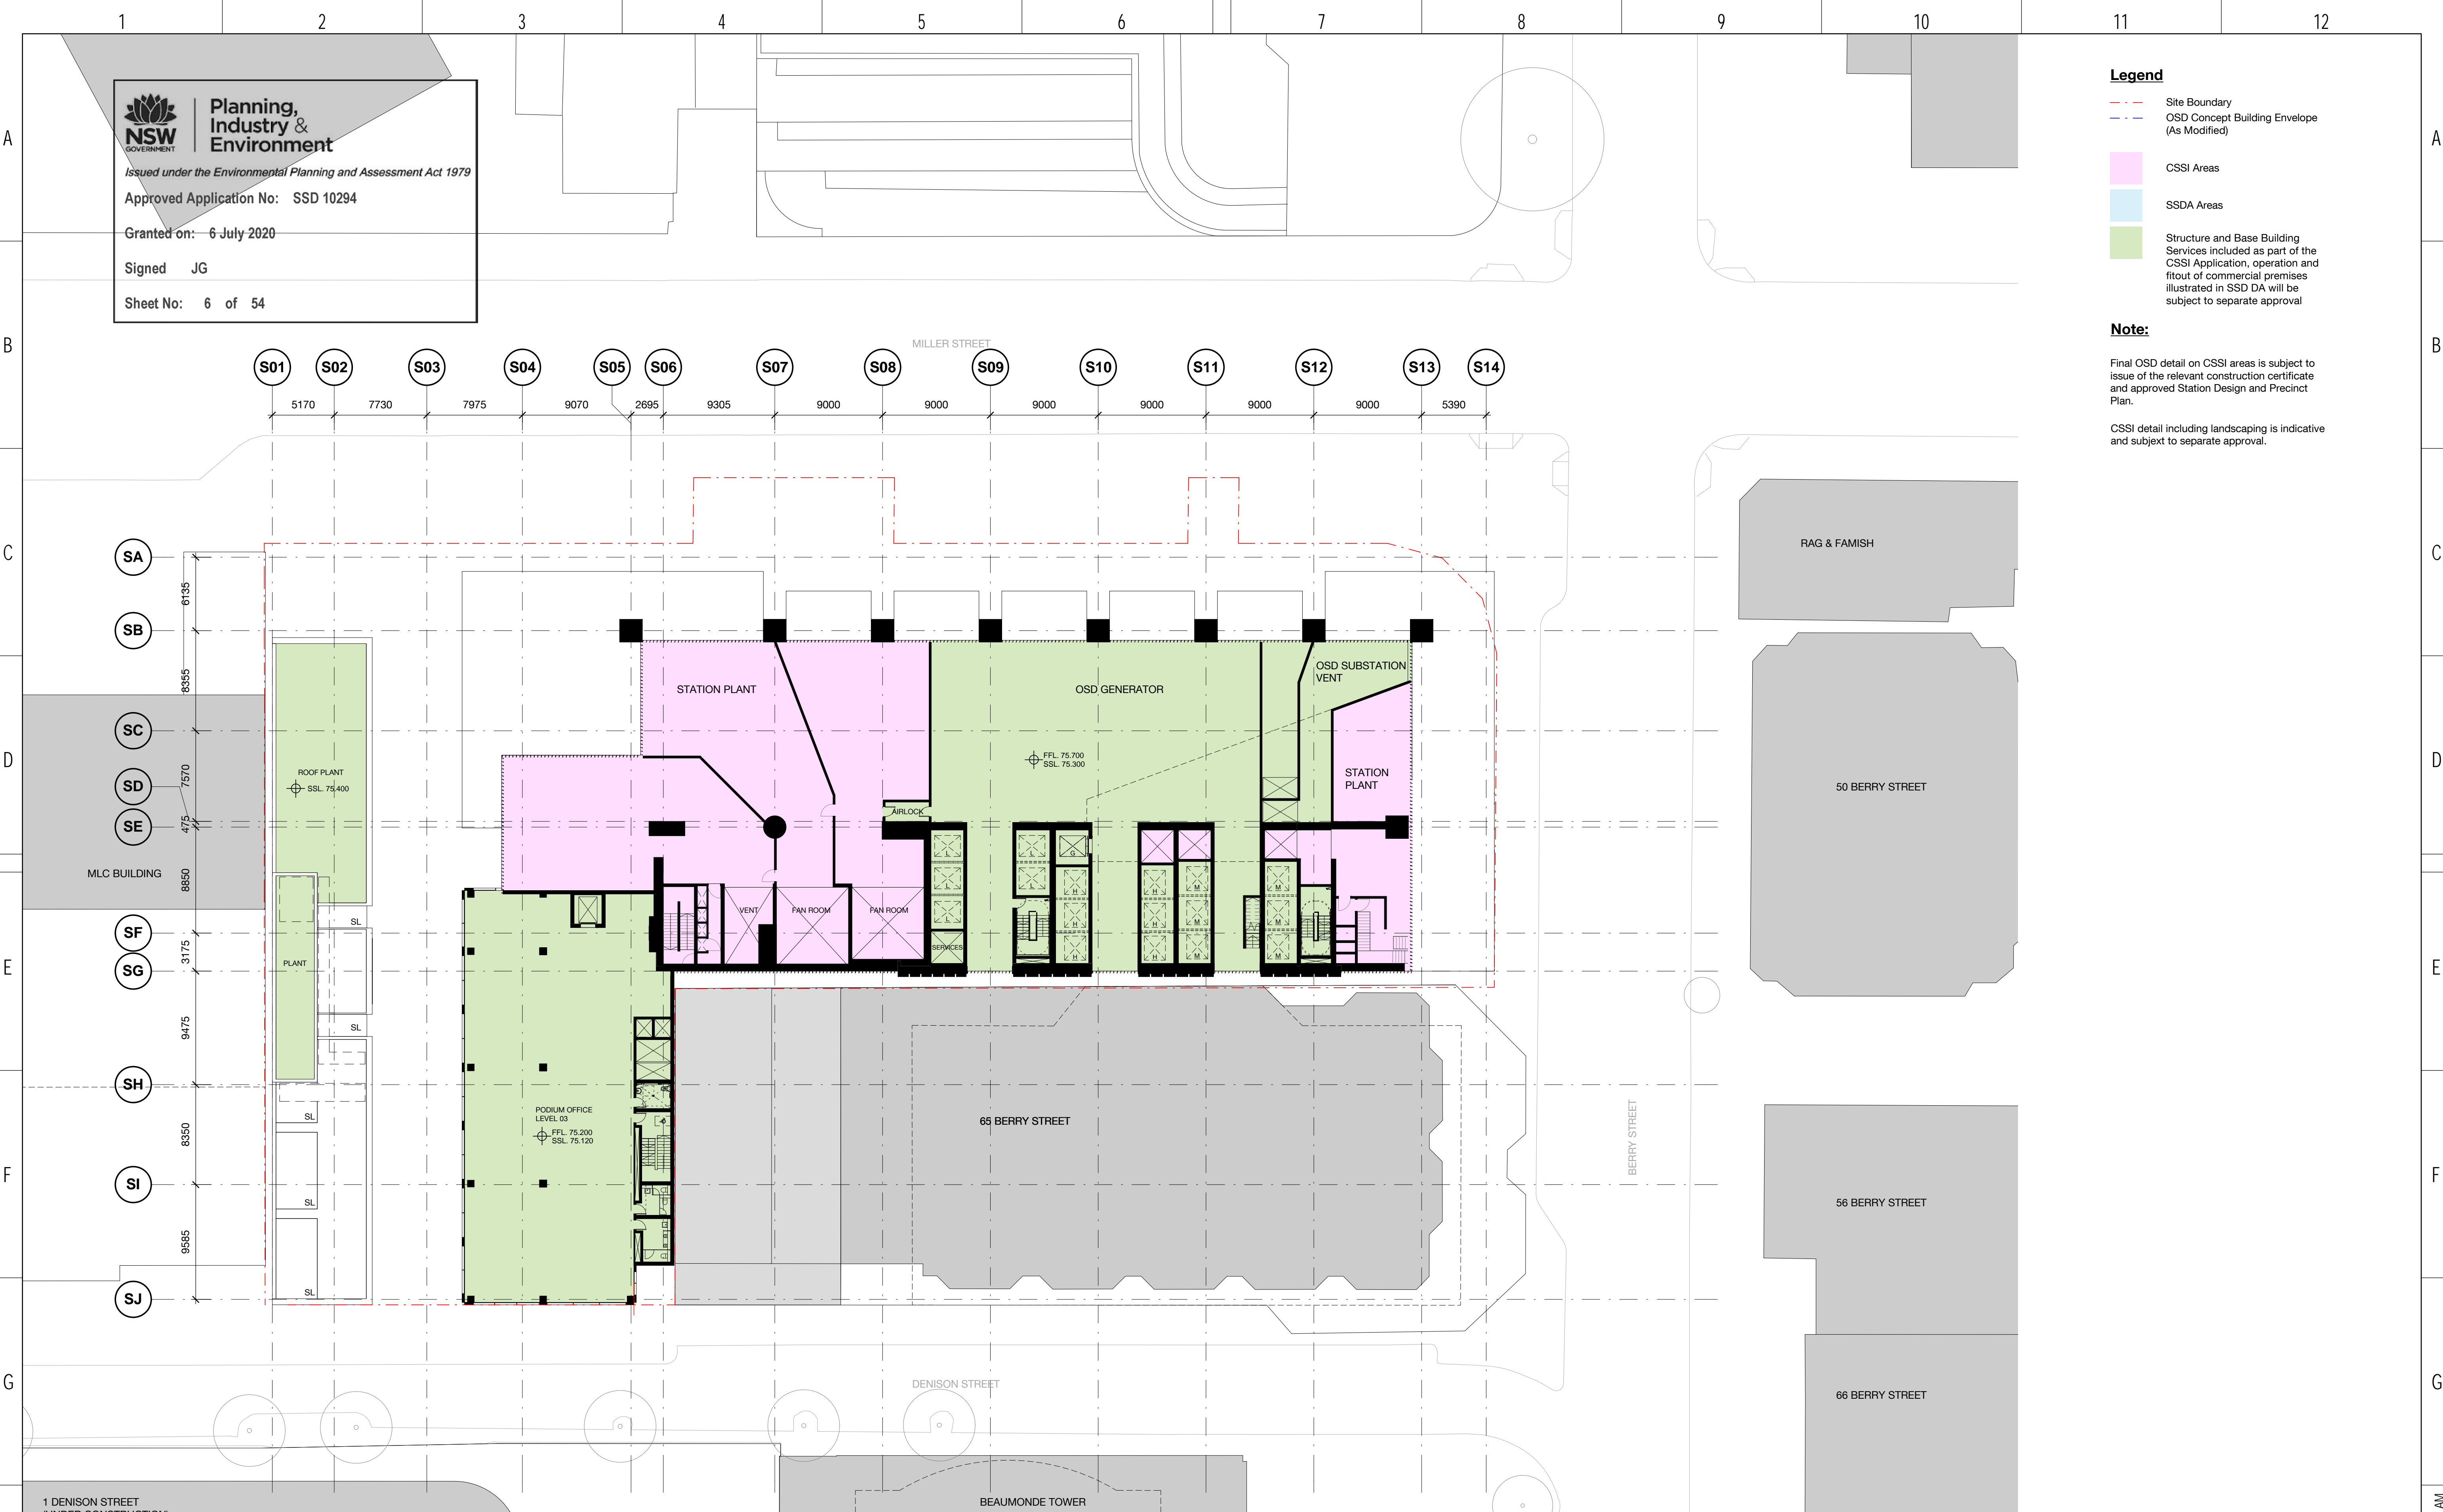 1 2 3 4 5 6 7 8 9 10 11 12
A
B
C
D
E
F
G
A
B
C
D
E
F
G
NSW
GOVERNMENT
Planning,
Industry &
Environment
Issued under the Environmental Planning and Assessment Act 1979
Approved Application No: SSD 10294
Granted on: 6 July 2020
Signed JG
Sheet No: 6 of 54
Legend
Site Boundary
OSD Concept Building Envelope
(As Modified)
CSSI Areas
SSDA Areas
Structure and Base Building
Services included as part of the
CSSI Application, operation and
fitout of commercial premises
illustrated in SSD DA will be
subject to separate approval
Note:
Final OSD detail on CSSI areas is subject to
issue of the relevant construction certificate
and approved Station Design and Precinct
Plan.
CSSI detail including landscaping is indicative
and subjext to separate approval.
MILLER STREET
S01 S02 S03 S04 S05 S06 S07 S08 S09 S10 S11 S12 S13 S14
5170 7730 7975 9070 2695 9305 9000 9000 9000 9000 9000 9000 5390
SA
SB
SC
SD
SE
SF
SG
SH
SI
SJ
6135
8355
7570
475
8850
3175
9475
8350
9585
MLC BUILDING
ROOF PLANT
SSL. 75.400
PLANT
SL
SL
SL
SL
SL
STATION PLANT
OSD GENERATOR
OSD SUBSTATION
VENT
FFL. 75.700
SSL. 75.300
STATION
PLANT
AIRLOCK
VENT
FAN ROOM
FAN ROOM
SERVICES
L
L
L
L
L
G
H
H
H
H
H
H
M
M
M
M
M
M
PODIUM OFFICE
LEVEL 03
FFL. 75.200
SSL. 75.120
65 BERRY STREET
BERRY STREET
RAG & FAMISH
50 BERRY STREET
56 BERRY STREET
66 BERRY STREET
DENISON STREET
1 DENISON STREET
BEAUMONDE TOWER
AM